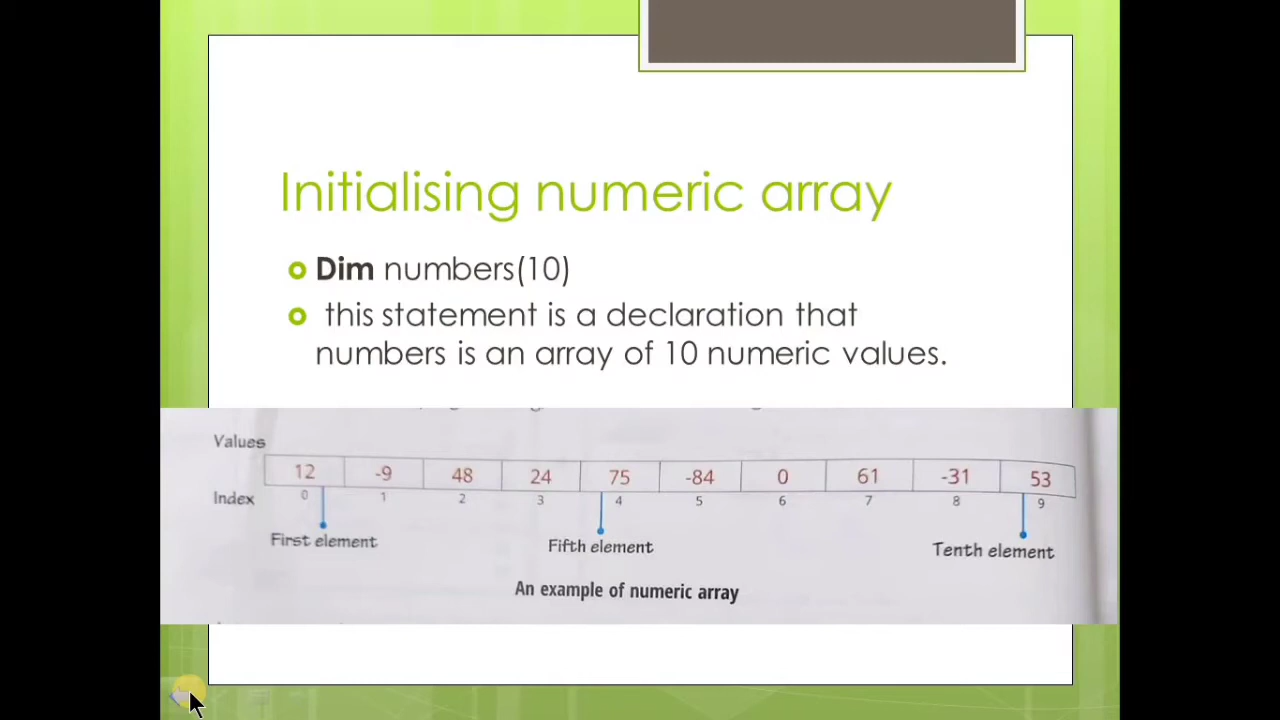 Initialising numeric array
Dim numbers(10)
this statement is a declaration that
numbers is an array of 10 numeric values.
Values
12 -9 48 24 75 -84 0 61 -31 53
Index 0 1 2 3 4 5 6 7 8 9
First element Fifth element Tenth element
An example of numeric array